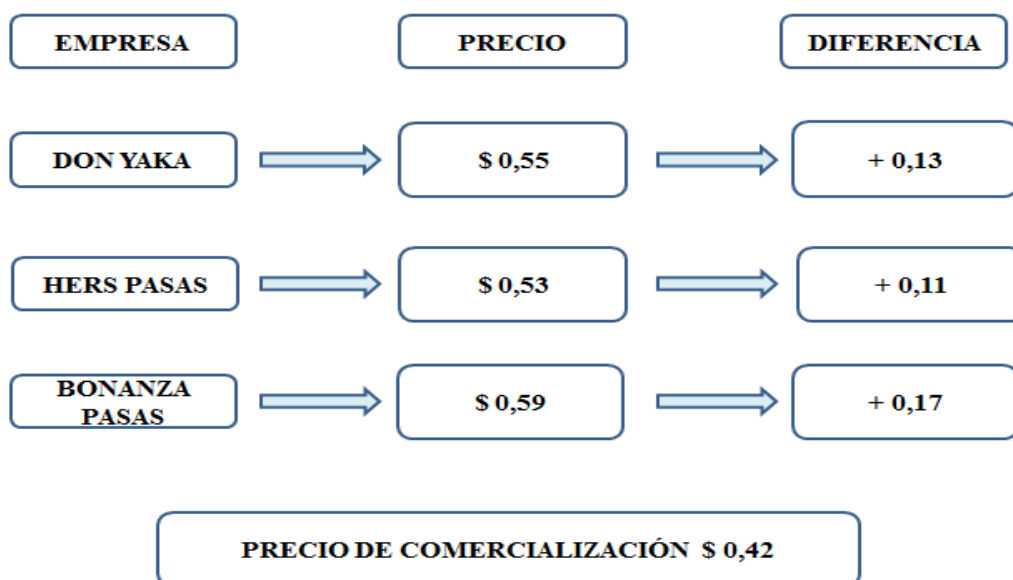 EMPRESA PRECIO DIFERENCIA
DON YAKA $ 0,55 + 0,13
HERS PASAS $ 0,53 + 0,11
BONANZA
PASAS $ 0,59 + 0,17
PRECIO DE COMERCIALIZACIÓN $ 0,42